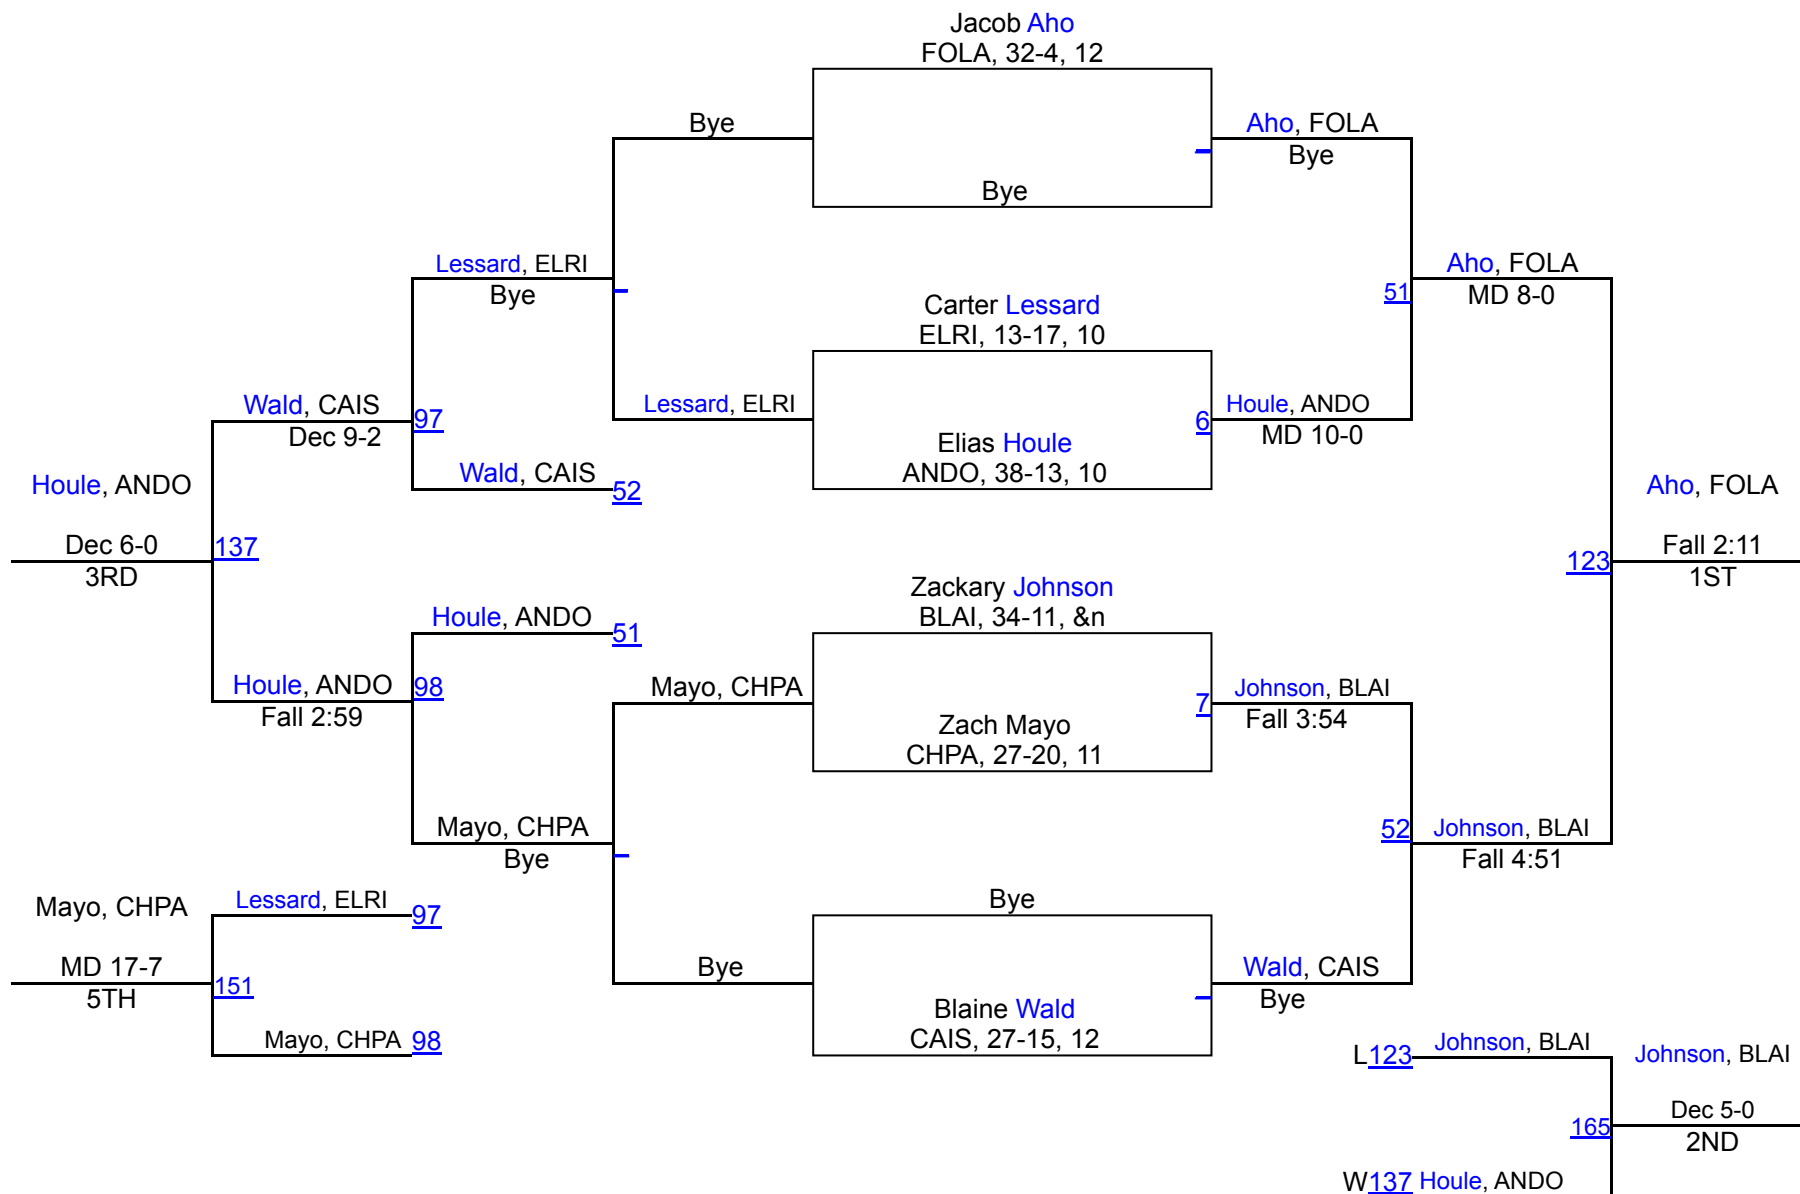 Jacob Aho
FOLA, 32-4, 12
Bye
Aho, FOLA
Bye
Bye
Lessard, ELRI
Bye
Aho, FOLA
51
MD 8-0
Carter Lessard
ELRI, 13-17, 10
Wald, CAIS
97
Dec 9-2
Lessard, ELRI
6
Houle, ANDO
MD 10-0
Elias Houle
ANDO, 38-13, 10
Wald, CAIS
52
Houle, ANDO
Aho, FOLA
Dec 6-0
137
3RD
123
Fall 2:11
1ST
Zackary Johnson
BLAI, 34-11, &n
Houle, ANDO
51
Houle, ANDO
98
Fall 2:59
Mayo, CHPA
7
Johnson, BLAI
Fall 3:54
Zach Mayo
CHPA, 27-20, 11
Mayo, CHPA
Bye
52
Johnson, BLAI
Fall 4:51
Mayo, CHPA
Lessard, ELRI
97
Bye
MD 17-7
151
5TH
Bye
Wald, CAIS
Bye
Blaine Wald
CAIS, 27-15, 12
Mayo, CHPA
98
L123
Johnson, BLAI
Johnson, BLAI
165
Dec 5-0
2ND
W137
Houle, ANDO